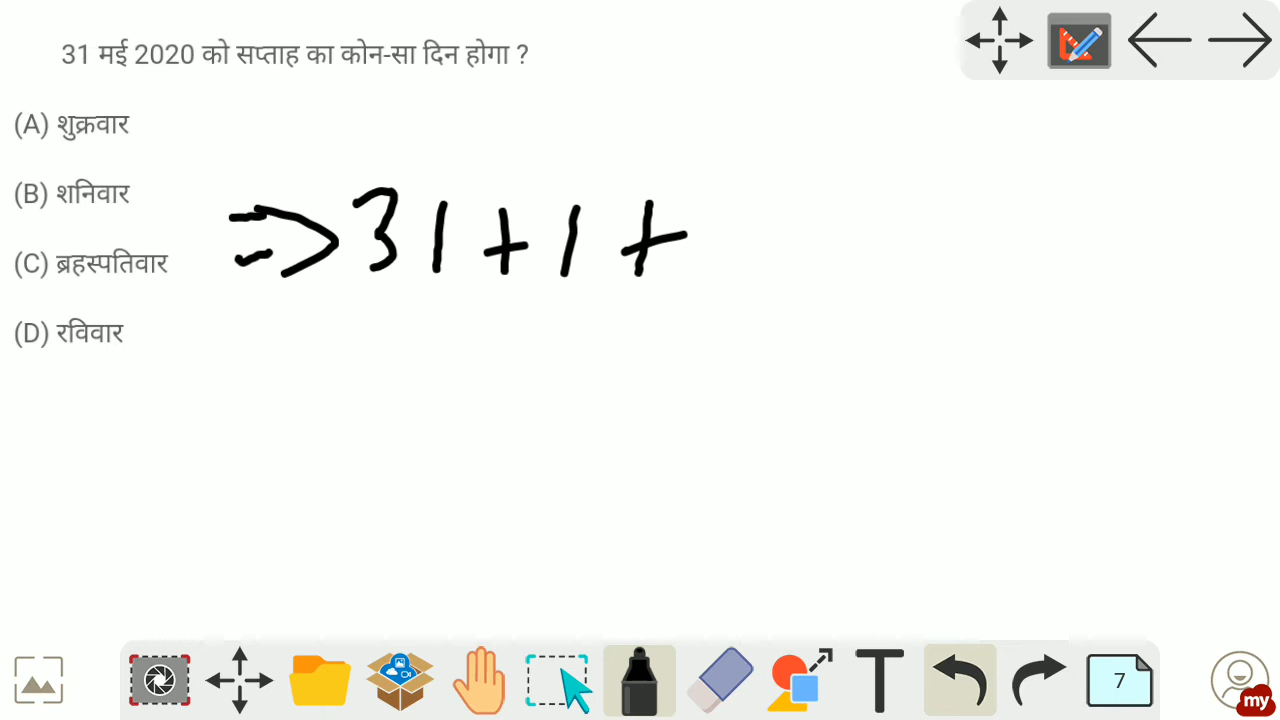 31 मई 2020 को सप्ताह का कोन-सा दिन होगा ?
(A) शुक्रवार
(B) शनिवार
(C) ब्रहस्पतिवार
(D) रविवार
⇒ 31 + 1 +
T
7
my